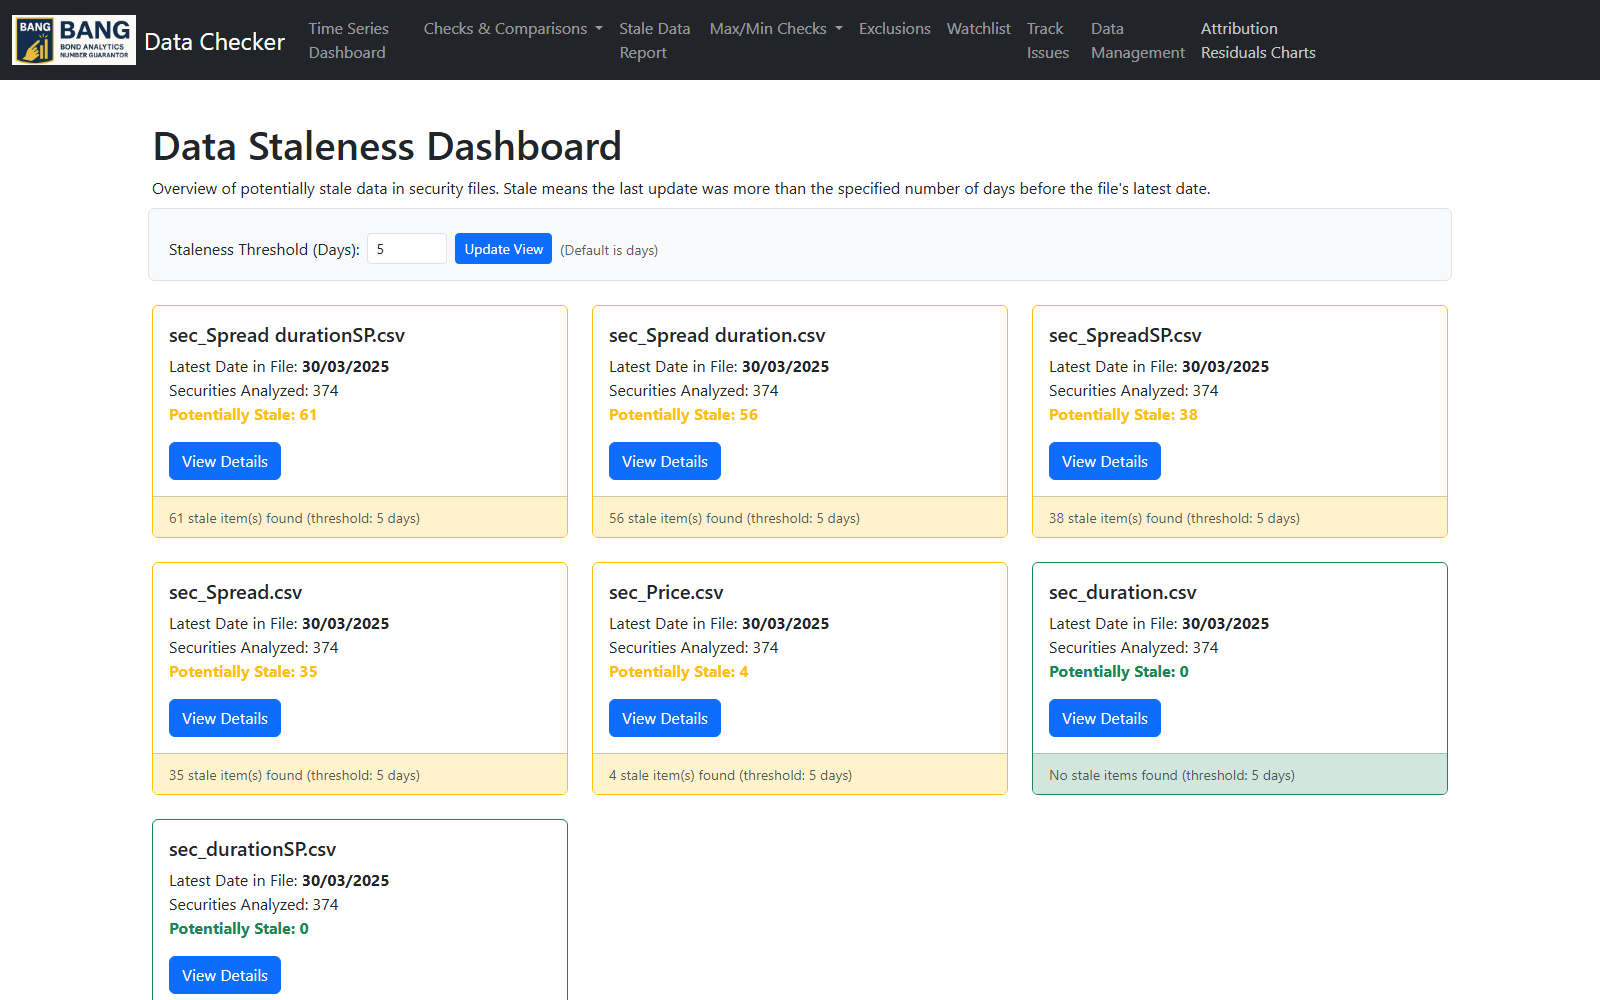 BANG
BANG
BOND ANALYTICS
NUMBER GUARANTOR
Data Checker
Time Series
Dashboard
Checks & Comparisons
Stale Data
Report
Max/Min Checks
Exclusions
Watchlist
Track
Issues
Data
Management
Attribution
Residuals Charts
Data Staleness Dashboard
Overview of potentially stale data in security files. Stale means the last update was more than the specified number of days before the file's latest date.
Staleness Threshold (Days): 5 Update View (Default is days)
sec_Spread durationSP.csv
Latest Date in File: 30/03/2025
Securities Analyzed: 374
Potentially Stale: 61
View Details
61 stale item(s) found (threshold: 5 days)
sec_Spread duration.csv
Latest Date in File: 30/03/2025
Securities Analyzed: 374
Potentially Stale: 56
View Details
56 stale item(s) found (threshold: 5 days)
sec_SpreadSP.csv
Latest Date in File: 30/03/2025
Securities Analyzed: 374
Potentially Stale: 38
View Details
38 stale item(s) found (threshold: 5 days)
sec_Spread.csv
Latest Date in File: 30/03/2025
Securities Analyzed: 374
Potentially Stale: 35
View Details
35 stale item(s) found (threshold: 5 days)
sec_Price.csv
Latest Date in File: 30/03/2025
Securities Analyzed: 374
Potentially Stale: 4
View Details
4 stale item(s) found (threshold: 5 days)
sec_duration.csv
Latest Date in File: 30/03/2025
Securities Analyzed: 374
Potentially Stale: 0
View Details
No stale items found (threshold: 5 days)
sec_durationSP.csv
Latest Date in File: 30/03/2025
Securities Analyzed: 374
Potentially Stale: 0
View Details